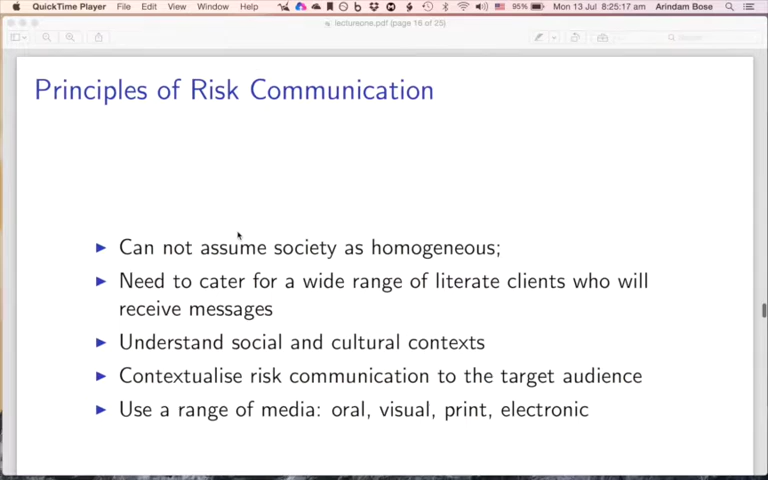 QuickTime Player File Edit View Window Help 95% Mon 13 Jul 8:25:17 am Arindam Bose
lectureone.pdf (page 16 of 25)
Search
Principles of Risk Communication
Can not assume society as homogeneous;
Need to cater for a wide range of literate clients who will
receive messages
Understand social and cultural contexts
Contextualise risk communication to the target audience
Use a range of media: oral, visual, print, electronic